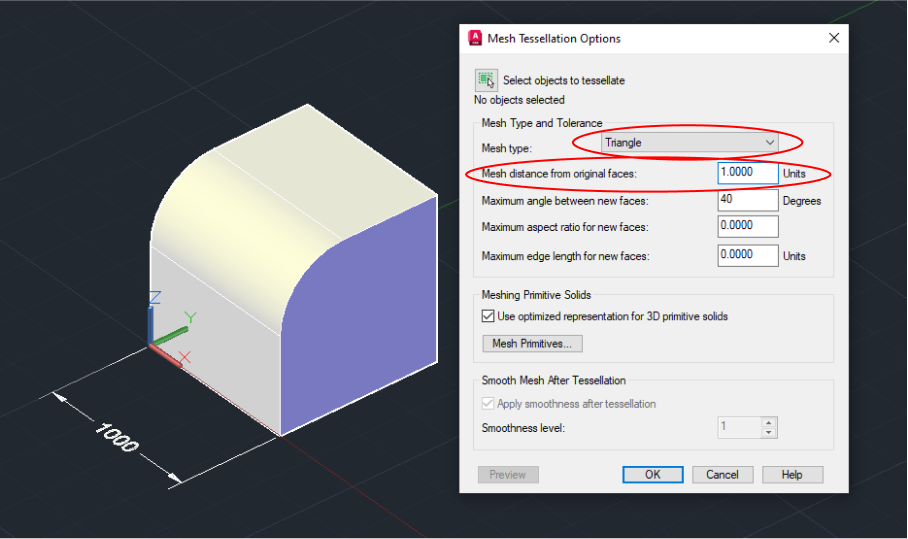 Mesh Tessellation Options
Select objects to tessellate
No objects selected
Mesh Type and Tolerance
Mesh type: Triangle
Mesh distance from original faces: 1.0000 Units
Maximum angle between new faces: 40 Degrees
Maximum aspect ratio for new faces: 0.0000
Maximum edge length for new faces: 0.0000 Units
Meshing Primitive Solids
Use optimized representation for 3D primitive solids
Mesh Primitives...
Smooth Mesh After Tessellation
Apply smoothness after tessellation
Smoothness level: 1
Preview OK Cancel Help
Z
Y
X
1000